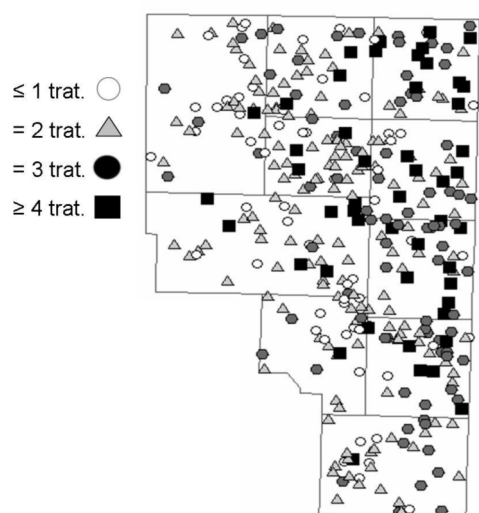 ≤ 1 trat.
= 2 trat.
= 3 trat.
≥ 4 trat.